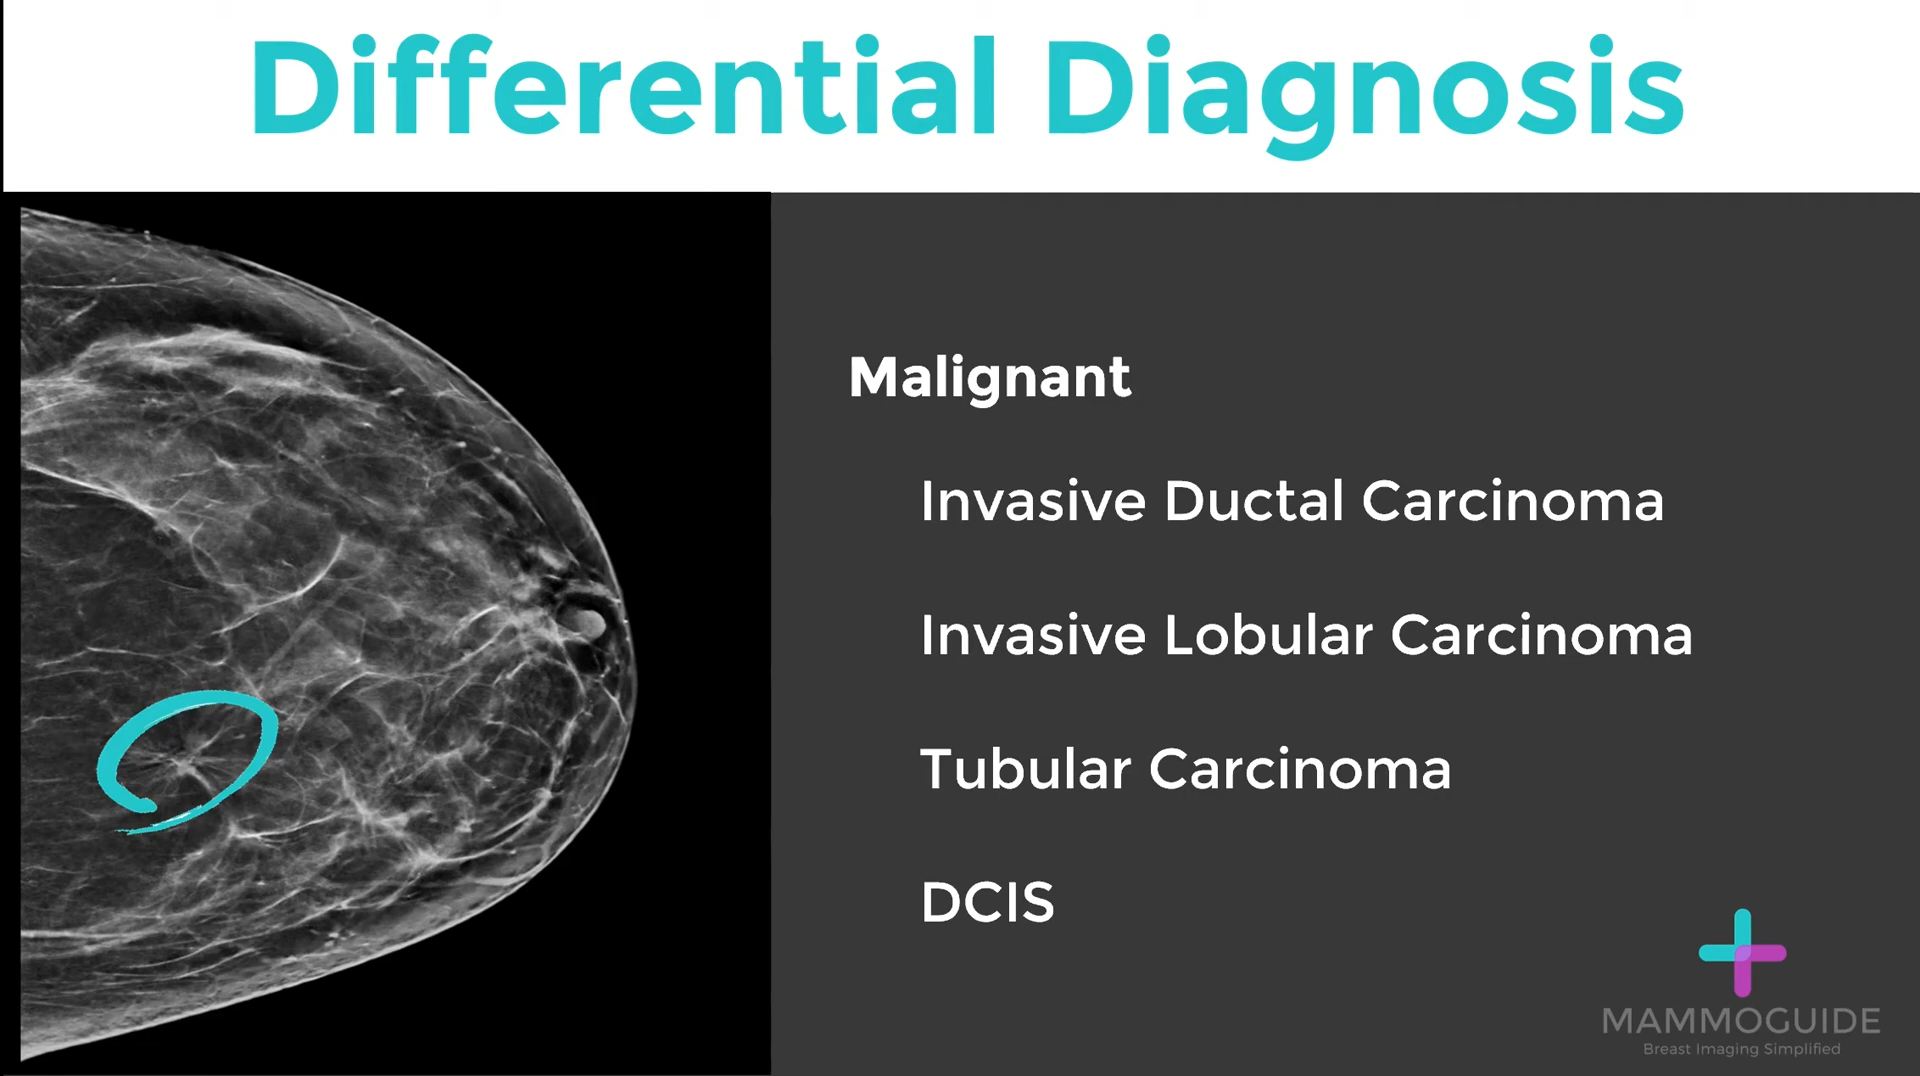 Differential Diagnosis
Malignant
Invasive Ductal Carcinoma
Invasive Lobular Carcinoma
Tubular Carcinoma
DCIS
MAMMOGUIDE
Breast Imaging Simplified